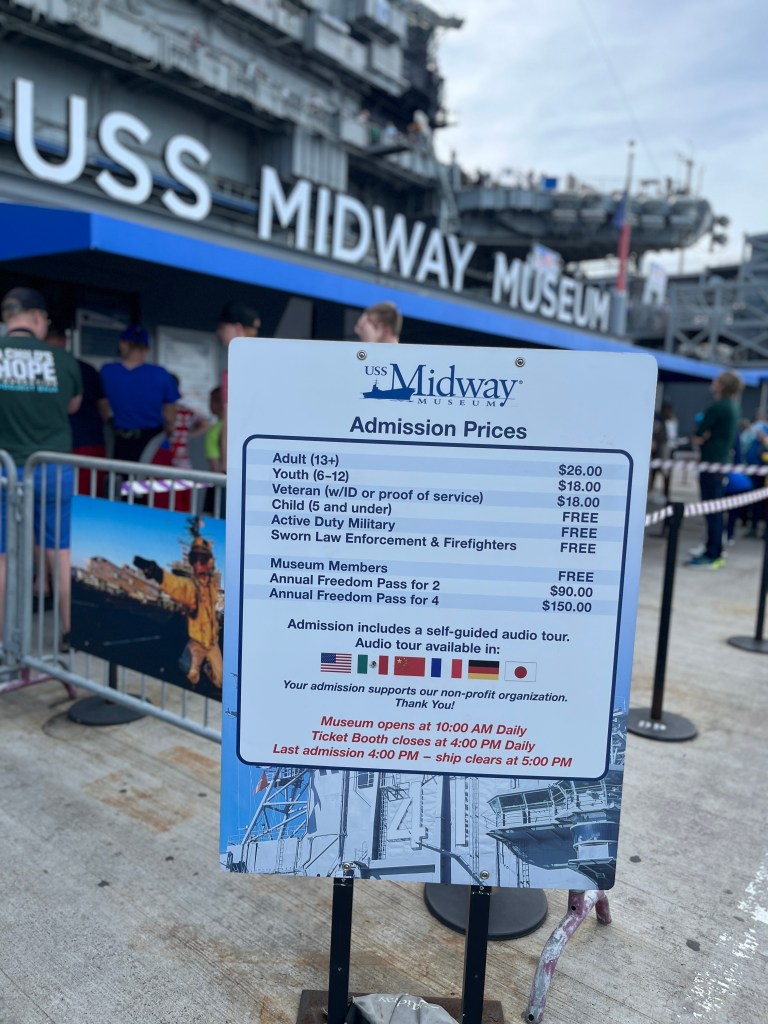 USS MIDWAY MUSEUM
A CHILD'S
HOPE
USS
Midway®
MUSEUM
Admission Prices
Adult (13+) $26.00
Youth (6–12) $18.00
Veteran (w/ID or proof of service) $18.00
Child (5 and under) FREE
Active Duty Military FREE
Sworn Law Enforcement & Firefighters FREE
Museum Members FREE
Annual Freedom Pass for 2 $90.00
Annual Freedom Pass for 4 $150.00
Admission includes a self-guided audio tour.
Audio tour available in:
Your admission supports our non-profit organization.
Thank You!
Museum opens at 10:00 AM Daily
Ticket Booth closes at 4:00 PM Daily
Last admission 4:00 PM – ship clears at 5:00 PM
41
Midway